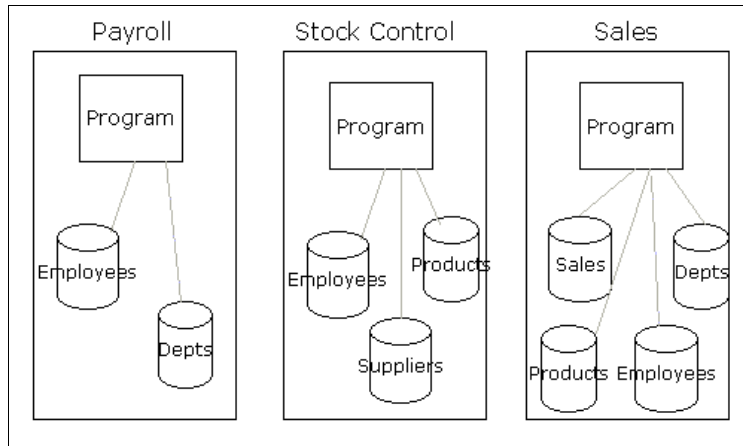 Payroll
Stock Control
Sales
Program
Employees
Depts
Program
Employees
Products
Suppliers
Program
Sales
Depts
Products
Employees